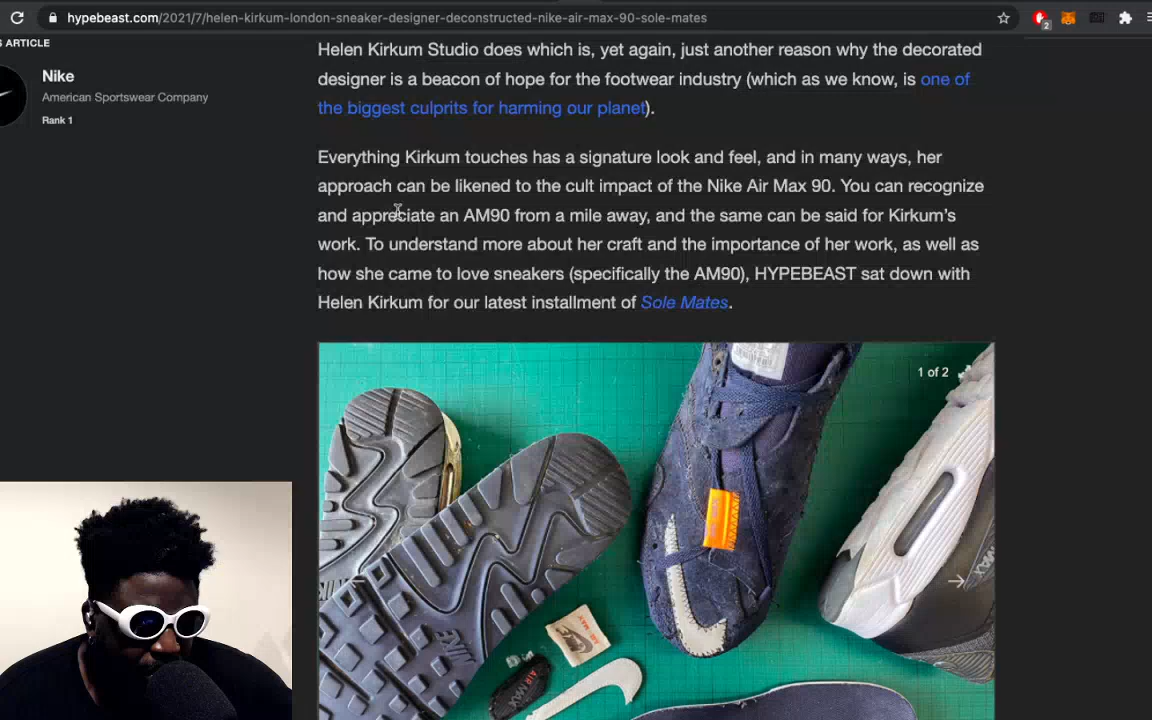 hypebeast.com/2021/7/helen-kirkum-london-sneaker-designer-deconstructed-nike-air-max-90-sole-mates
2
S ARTICLE
Nike
American Sportswear Company
Rank 1
Helen Kirkum Studio does which is, yet again, just another reason why the decorated
designer is a beacon of hope for the footwear industry (which as we know, is one of
the biggest culprits for harming our planet).
Everything Kirkum touches has a signature look and feel, and in many ways, her
approach can be likened to the cult impact of the Nike Air Max 90. You can recognize
and appreciate an AM90 from a mile away, and the same can be said for Kirkum’s
work. To understand more about her craft and the importance of her work, as well as
how she came to love sneakers (specifically the AM90), HYPEBEAST sat down with
Helen Kirkum for our latest installment of Sole Mates.
1 of 2
NIKE
AIR MAX
AIR MAX